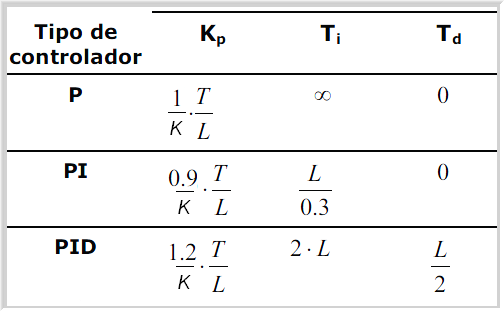 Tipo de controlador Kp Ti Td
P 1/K · T/L ∞ 0
PI 0.9/K · T/L L/0.3 0
PID 1.2/K · T/L 2 · L L/2